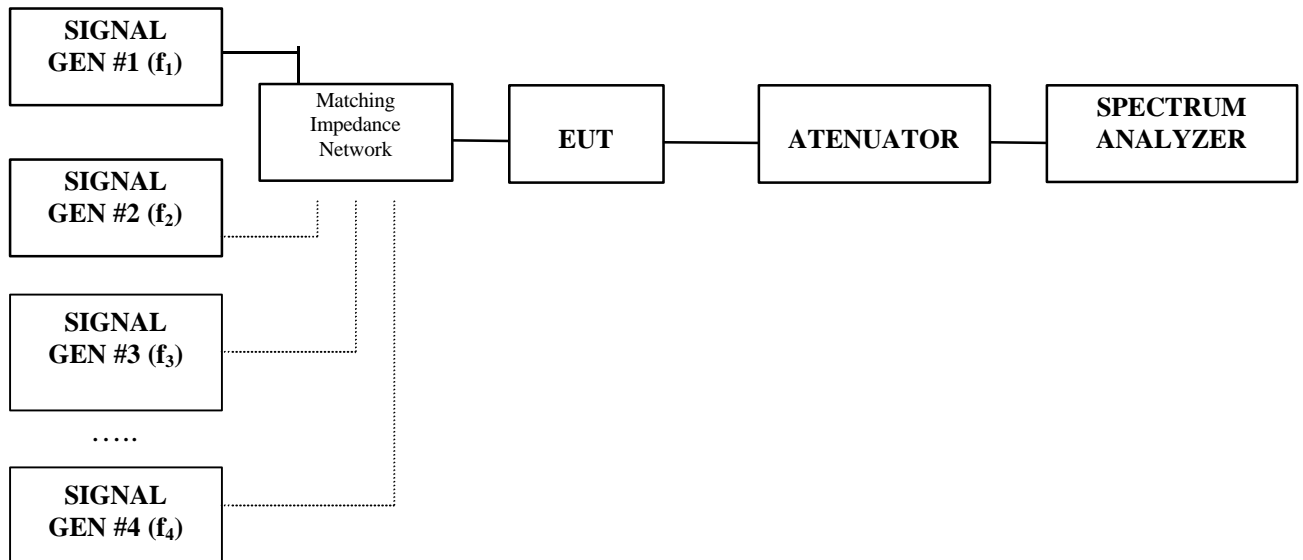 SIGNAL
GEN #1 (f₁)
Matching
Impedance
Network
EUT
ATENUATOR
SPECTRUM
ANALYZER
SIGNAL
GEN #2 (f₂)
SIGNAL
GEN #3 (f₃)
.....
SIGNAL
GEN #4 (f₄)